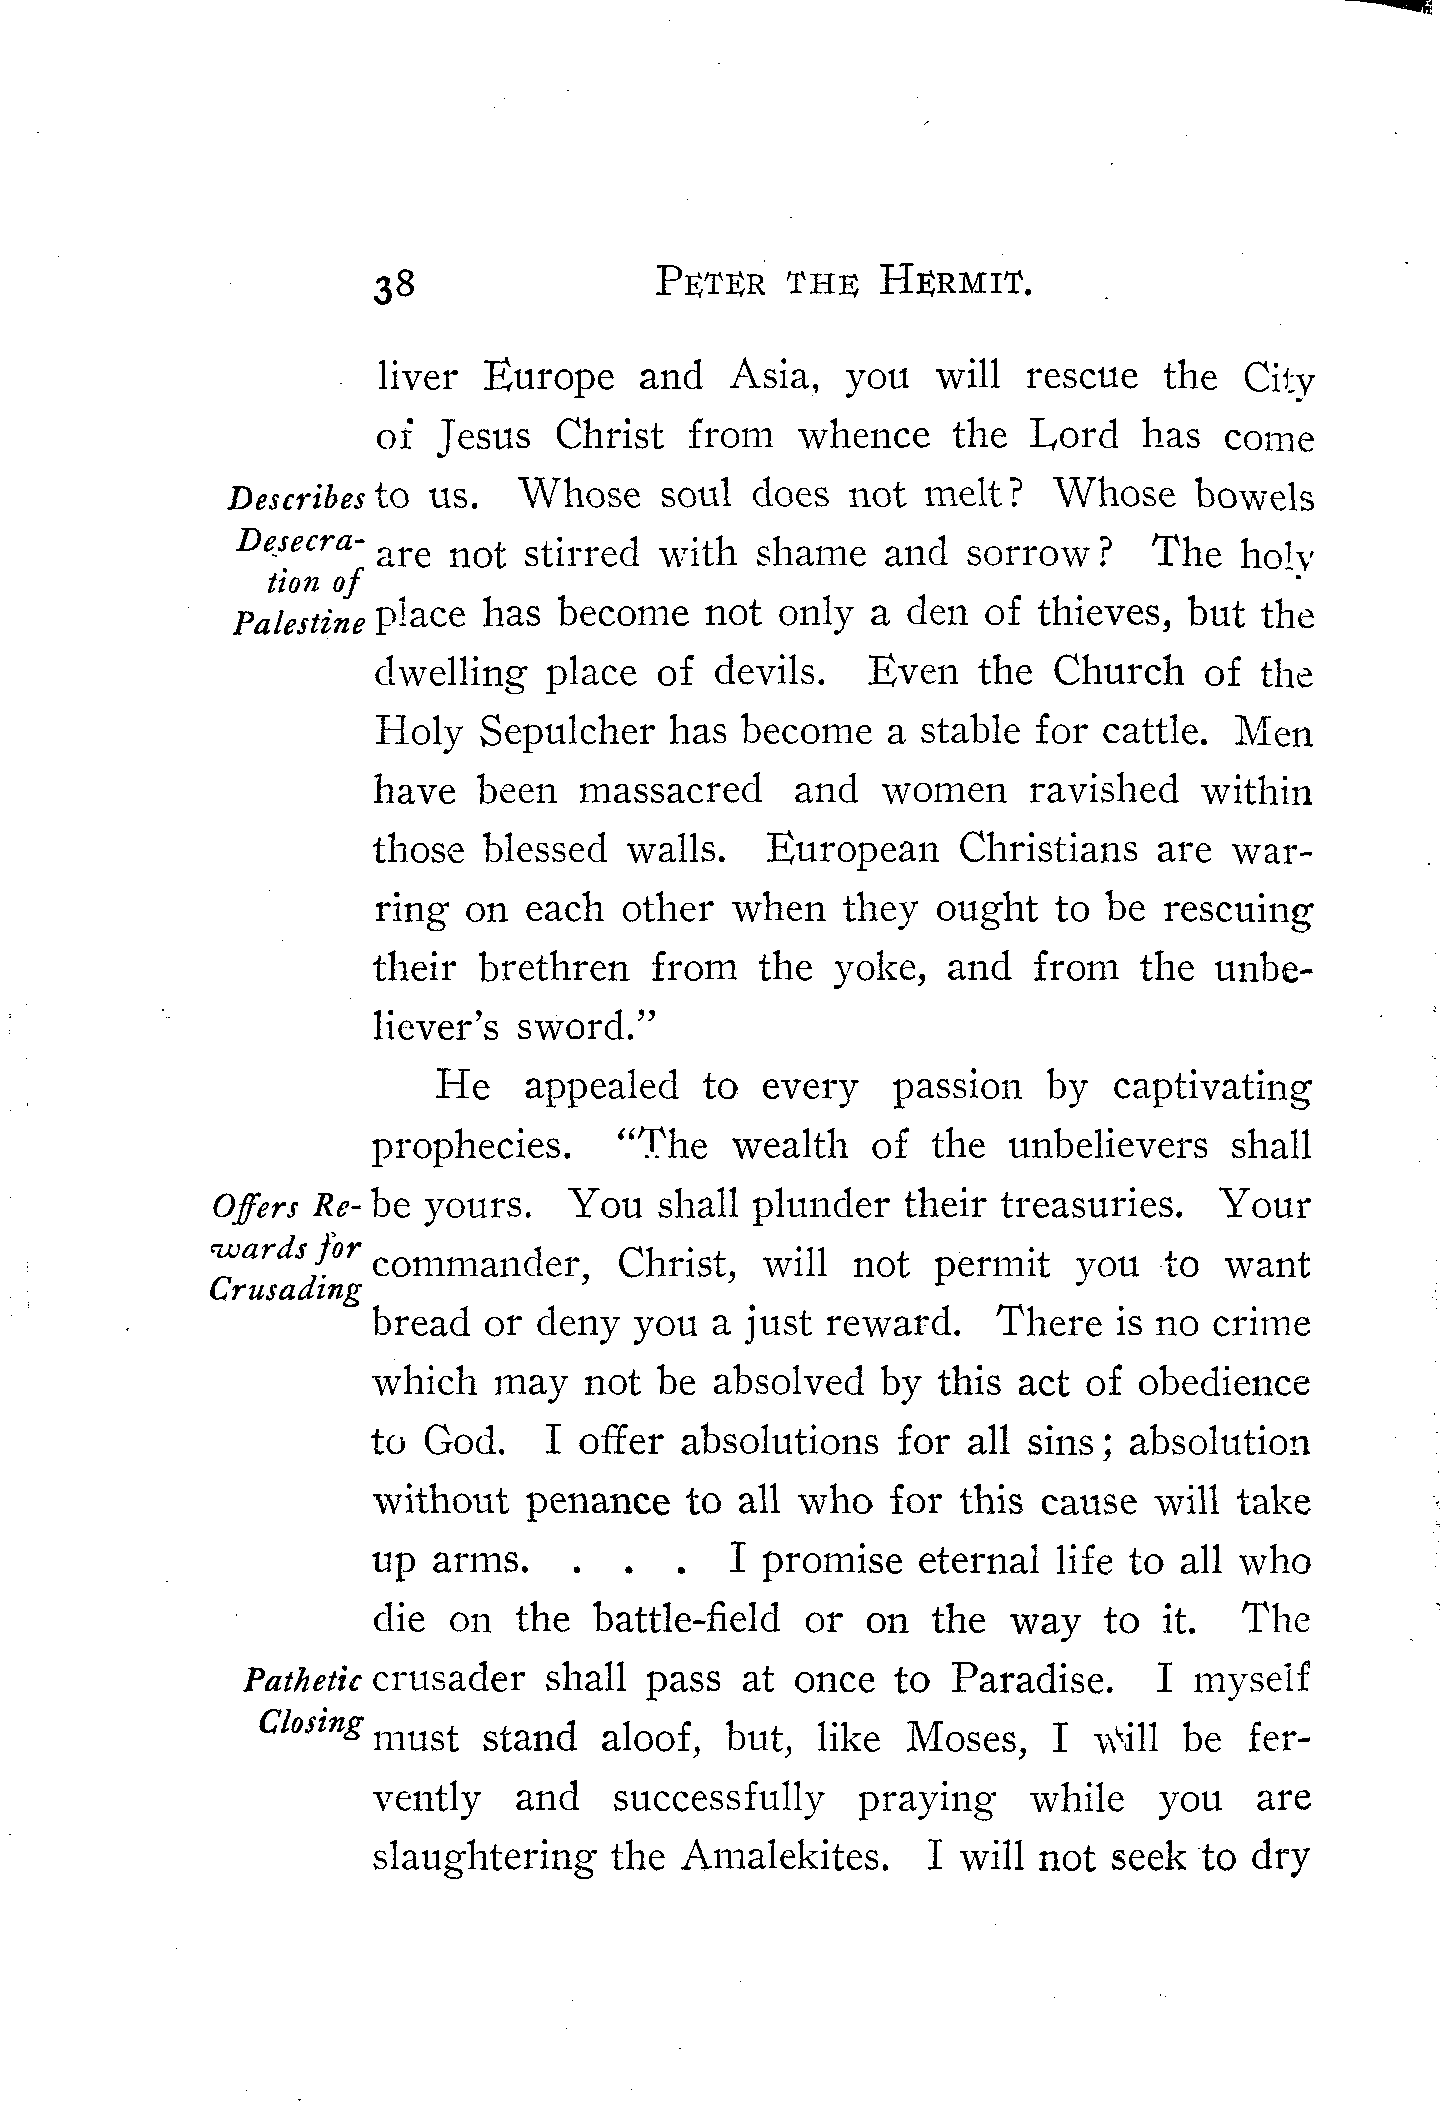 38 PETER THE HERMIT.
liver Europe and Asia, you will rescue the City
of Jesus Christ from whence the Lord has come
Describes to us. Whose soul does not melt? Whose bowels
Desecra- are not stirred with shame and sorrow? The holy
tion of
Palestine place has become not only a den of thieves, but the
dwelling place of devils. Even the Church of the
Holy Sepulcher has become a stable for cattle. Men
have been massacred and women ravished within
those blessed walls. European Christians are war-
ring on each other when they ought to be rescuing
their brethren from the yoke, and from the unbe-
liever's sword."
He appealed to every passion by captivating
prophecies. "The wealth of the unbelievers shall
Offers Re- be yours. You shall plunder their treasuries. Your
wards for commander, Christ, will not permit you to want
Crusading
bread or deny you a just reward. There is no crime
which may not be absolved by this act of obedience
to God. I offer absolutions for all sins; absolution
without penance to all who for this cause will take
up arms. . . . I promise eternal life to all who
die on the battle-field or on the way to it. The
Pathetic crusader shall pass at once to Paradise. I myself
Closing must stand aloof, but, like Moses, I will be fer-
vently and successfully praying while you are
slaughtering the Amalekites. I will not seek to dry